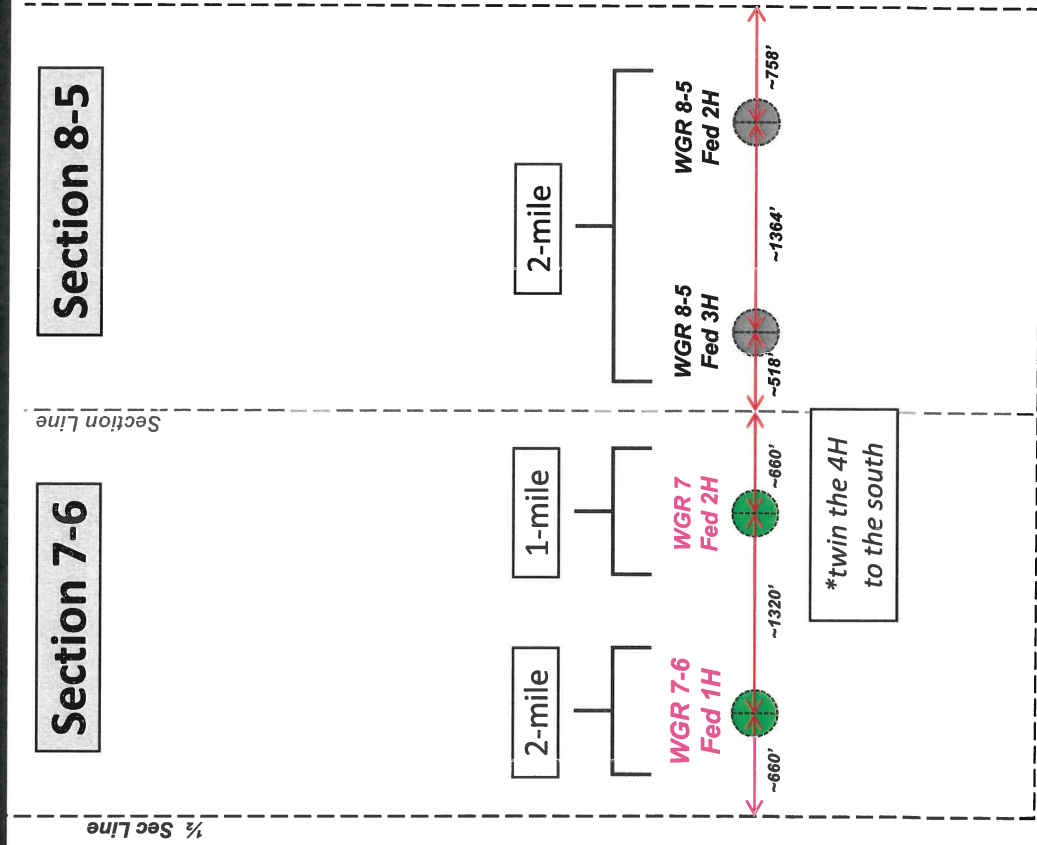 Section 7-6
Section 8-5
½ Sec Line
Section Line
2-mile
1-mile
2-mile
WGR 7-6
Fed 1H
WGR 7
Fed 2H
WGR 8-5
Fed 3H
WGR 8-5
Fed 2H
~660'
~1320'
~660'
~518'
~1364'
~758'
*twin the 4H
to the south